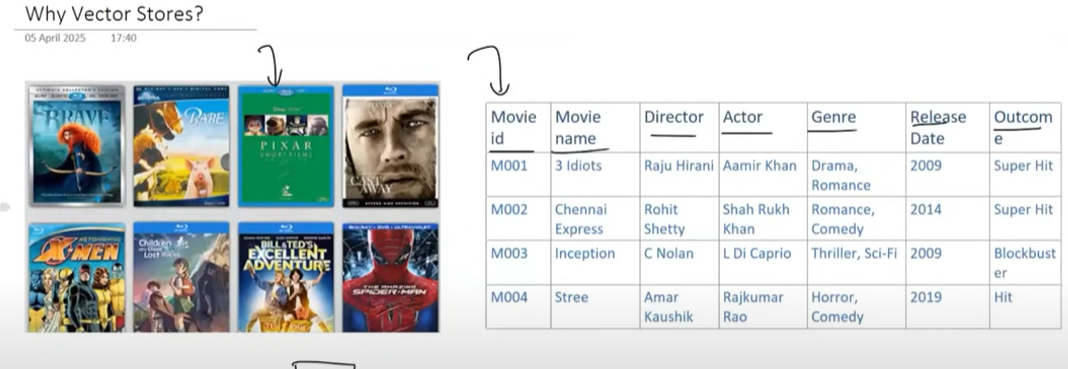 Why Vector Stores?
05 April 2025 17:40
BRAVE
BABE
PIXAR
SHORT FILMS
CAST AWAY
ASTONISHING
X-MEN
Children
Lost Voices
BILL & TED'S
EXCELLENT
ADVENTURE
THE AMAZING
SPIDER-MAN
Movie id Movie name Director Actor Genre Release Date Outcome
M001 3 Idiots Raju Hirani Aamir Khan Drama, Romance 2009 Super Hit
M002 Chennai Express Rohit Shetty Shah Rukh Khan Romance, Comedy 2014 Super Hit
M003 Inception C Nolan L Di Caprio Thriller, Sci-Fi 2009 Blockbuster
M004 Stree Amar Kaushik Rajkumar Rao Horror, Comedy 2019 Hit